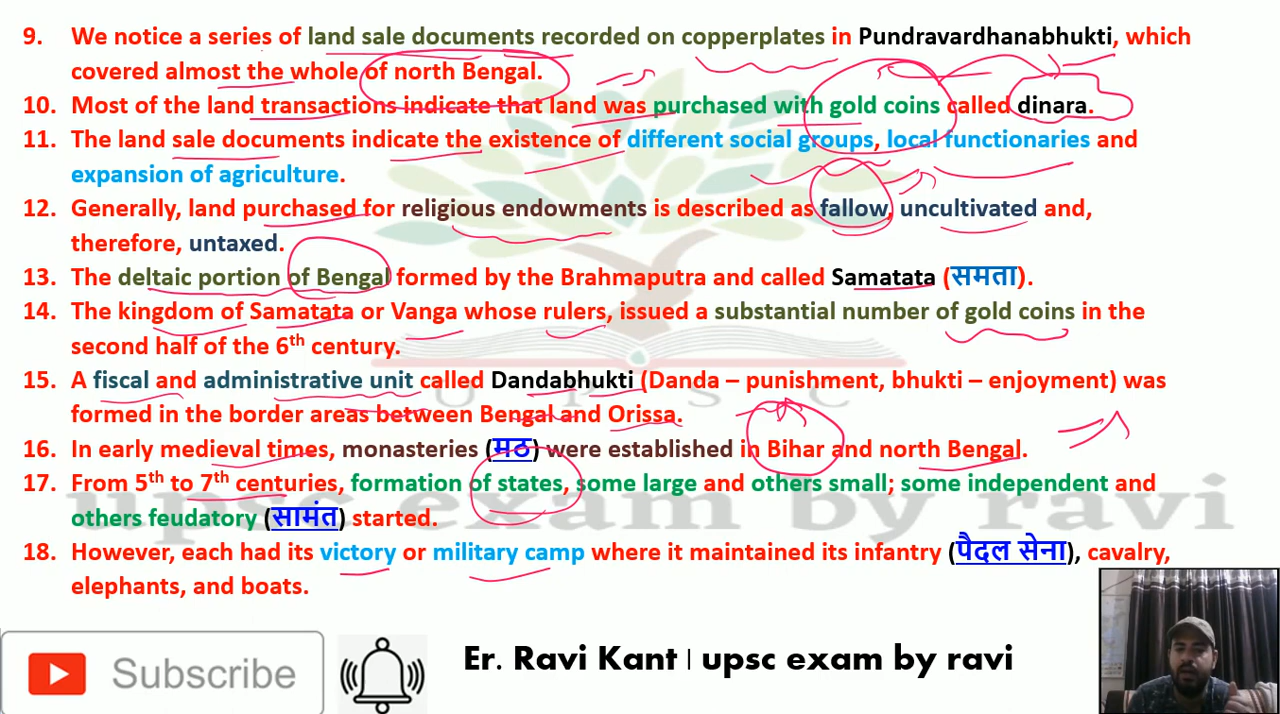 9. We notice a series of land sale documents recorded on copperplates in Pundravardhanabhukti, which
covered almost the whole of north Bengal.
10. Most of the land transactions indicate that land was purchased with gold coins called dinara.
11. The land sale documents indicate the existence of different social groups, local functionaries and
expansion of agriculture.
12. Generally, land purchased for religious endowments is described as fallow, uncultivated and,
therefore, untaxed.
13. The deltaic portion of Bengal formed by the Brahmaputra and called Samatata (समता).
14. The kingdom of Samatata or Vanga whose rulers, issued a substantial number of gold coins in the
second half of the 6th century.
15. A fiscal and administrative unit called Dandabhukti (Danda – punishment, bhukti – enjoyment) was
UPSC
formed in the border areas between Bengal and Orissa.
16. In early medieval times, monasteries (मठ) were established in Bihar and north Bengal.
17. From 5th to 7th centuries, formation of states, some large and others small; some independent and
upsc exam by ravi
others feudatory (सामंत) started.
18. However, each had its victory or military camp where it maintained its infantry (पैदल सेना), cavalry,
elephants, and boats.
Subscribe
Er. Ravi Kant | upsc exam by ravi